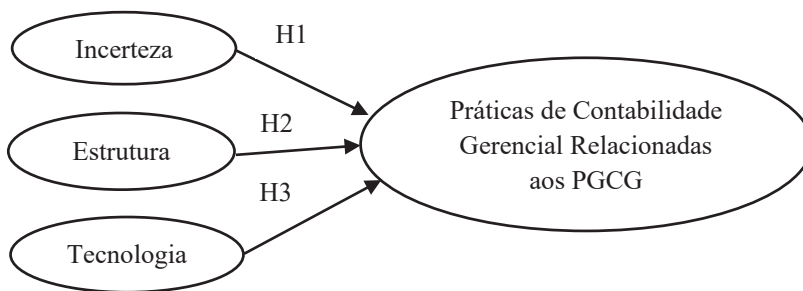 Incerteza
H1
Estrutura
H2
Tecnologia
H3
Práticas de Contabilidade
Gerencial Relacionadas
aos PGCG